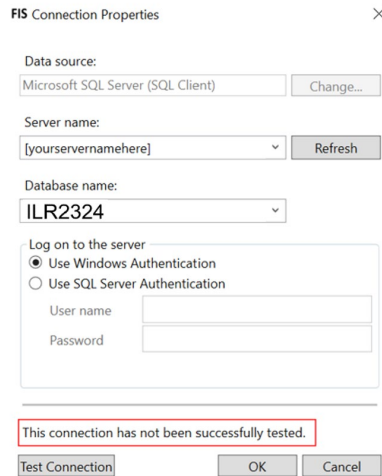 FIS Connection Properties
Data source:
Microsoft SQL Server (SQL Client)
Change...
Server name:
[yourservernamehere]
Refresh
Database name:
ILR2324
Log on to the server
Use Windows Authentication
Use SQL Server Authentication
User name
Password
This connection has not been successfully tested.
Test Connection
OK
Cancel